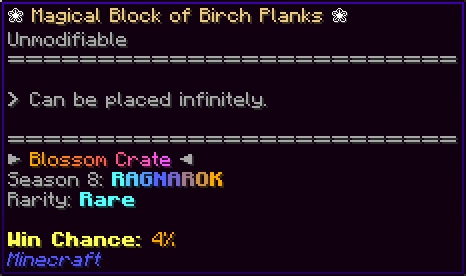 ❀ Magical Block of Birch Planks ❀
Unmodifiable
==============================
> Can be placed infinitely.
==============================
► Blossom Crate ◄
Season 8: RAGNAROK
Rarity: Rare
Win Chance: 4%
Minecraft